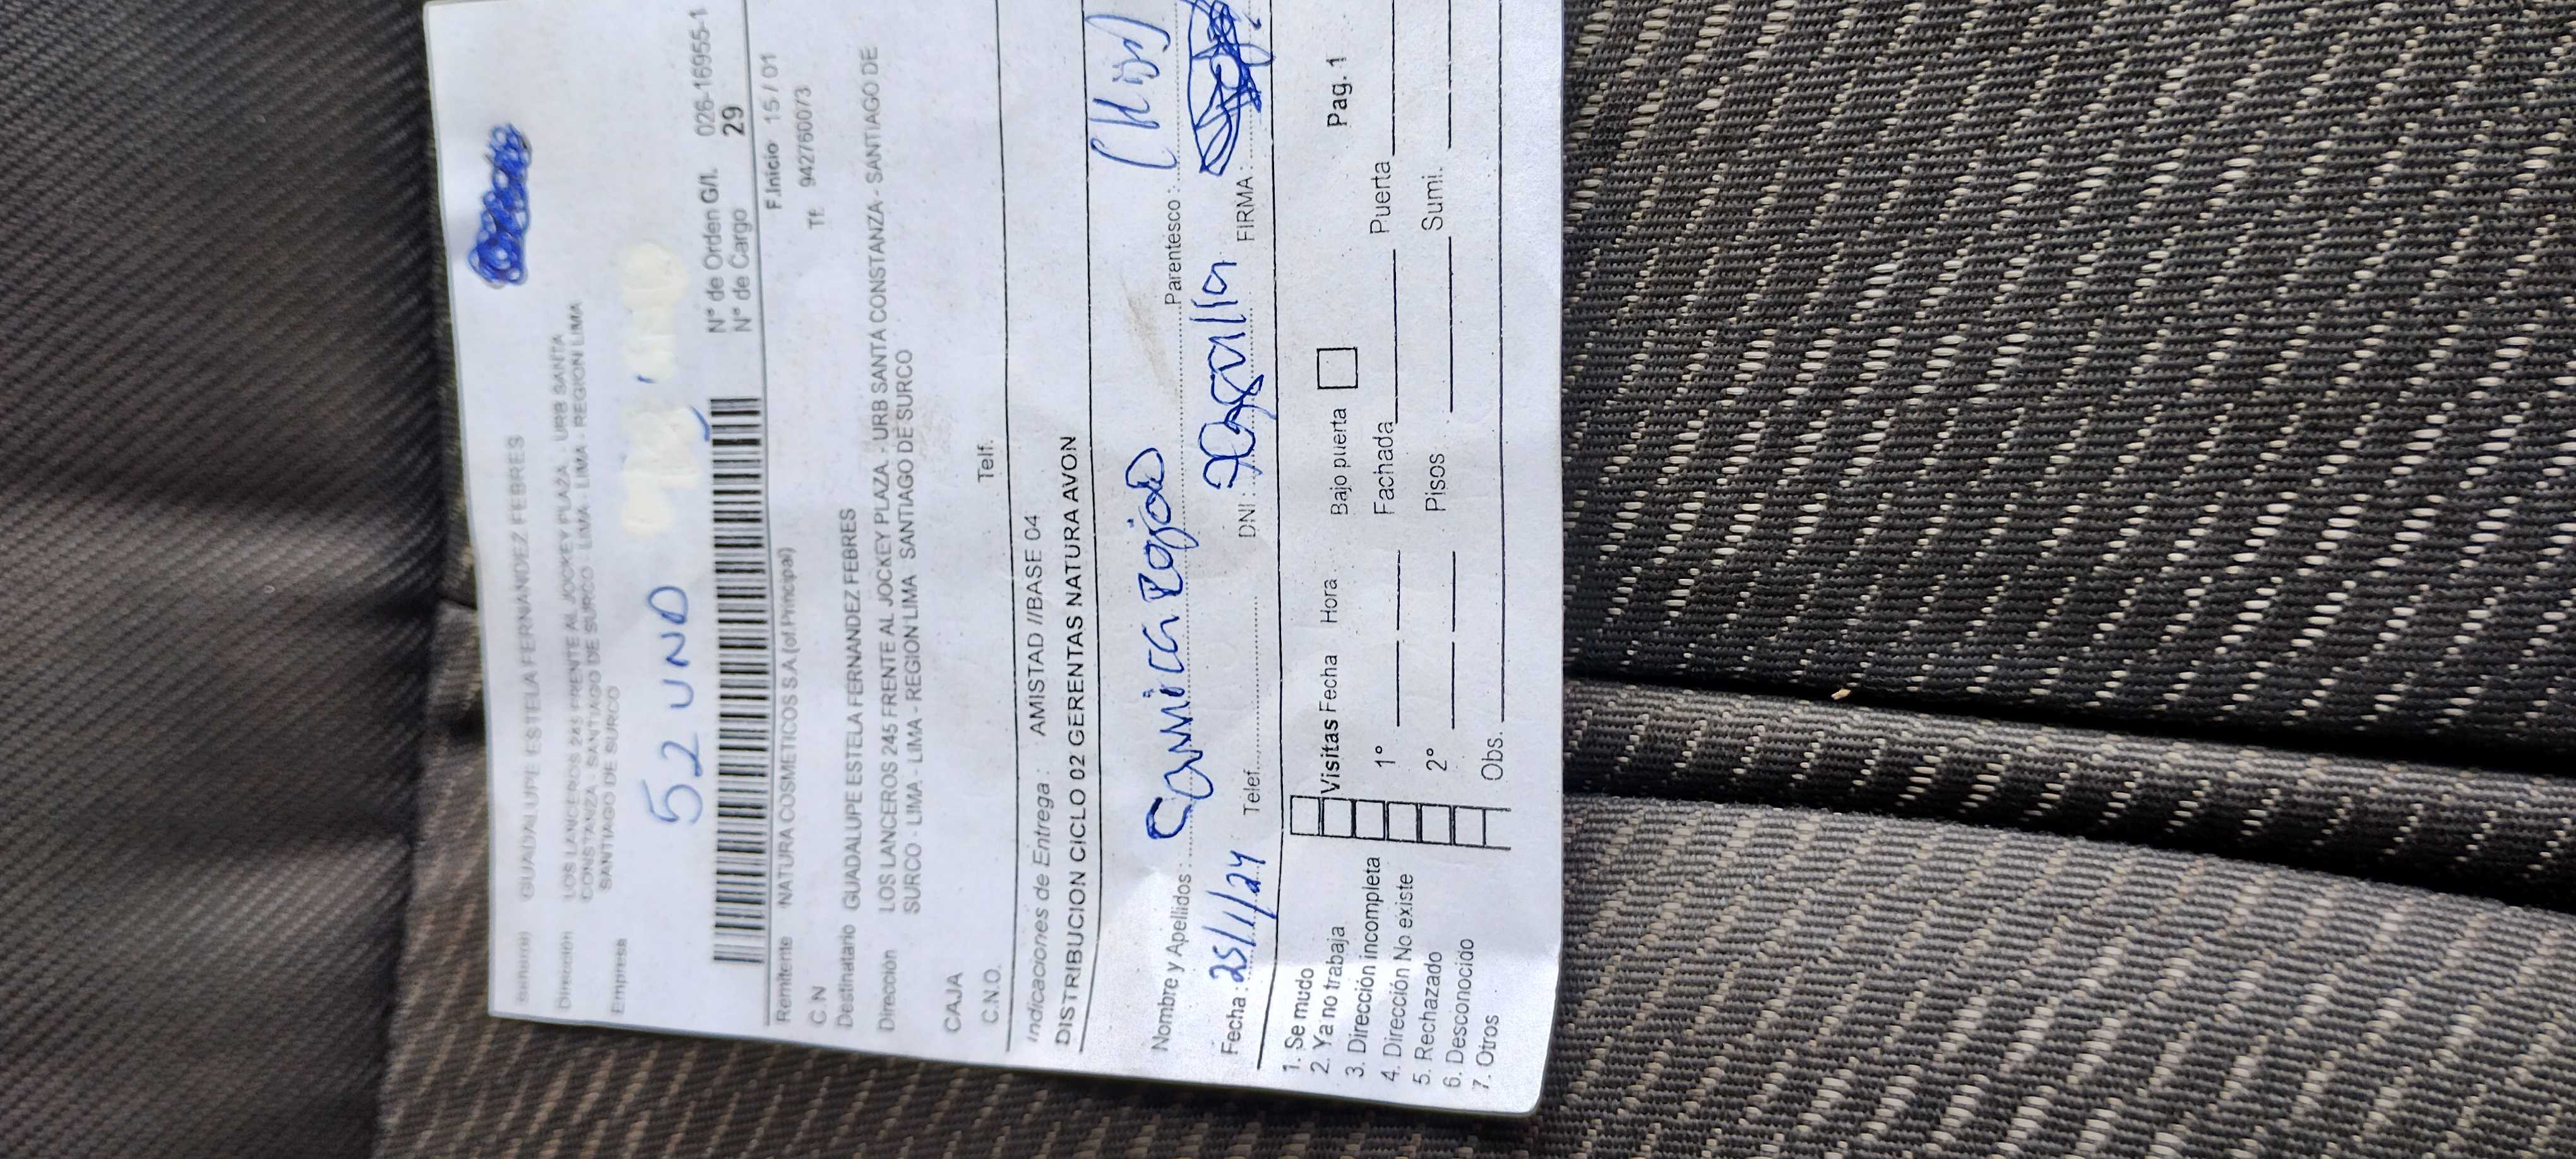 Señor(a) GUADALUPE ESTELA FERNANDEZ FEBRES
Dirección LOS LANCEROS 245 FRENTE AL JOCKEY PLAZA. - URB SANTA
CONSTANZA - SANTIAGO DE SURCO - LIMA - LIMA - REGION LIMA
SANTIAGO DE SURCO
Empresa
52 UND
N° de Orden G/I. 026-16955-1
N° de Cargo 29
Remitente NATURA COSMETICOS S.A (of.Principal) F.Inicio 15 / 01
C.N Tf. 942760073
Destinatario GUADALUPE ESTELA FERNANDEZ FEBRES
Dirección LOS LANCEROS 245 FRENTE AL JOCKEY PLAZA. - URB SANTA CONSTANZA - SANTIAGO DE
SURCO - LIMA - LIMA - REGION LIMA SANTIAGO DE SURCO
CAJA
C.N.O. Telf.
Indicaciones de Entrega : AMISTAD //BASE 04
DISTRIBUCION CICLO 02 GERENTAS NATURA AVON
Nombre y Apellidos : Parentesco :
Fecha : 25/1/24 Telef. DNI : FIRMA :
1. Se mudo
2. Ya no trabaja Visitas Fecha Hora Bajo puerta Pag. 1
3. Dirección incompleta 1° Fachada Puerta
4. Dirección No existe
5. Rechazado 2° Pisos Sumi.
6. Desconocido
7. Otros Obs.